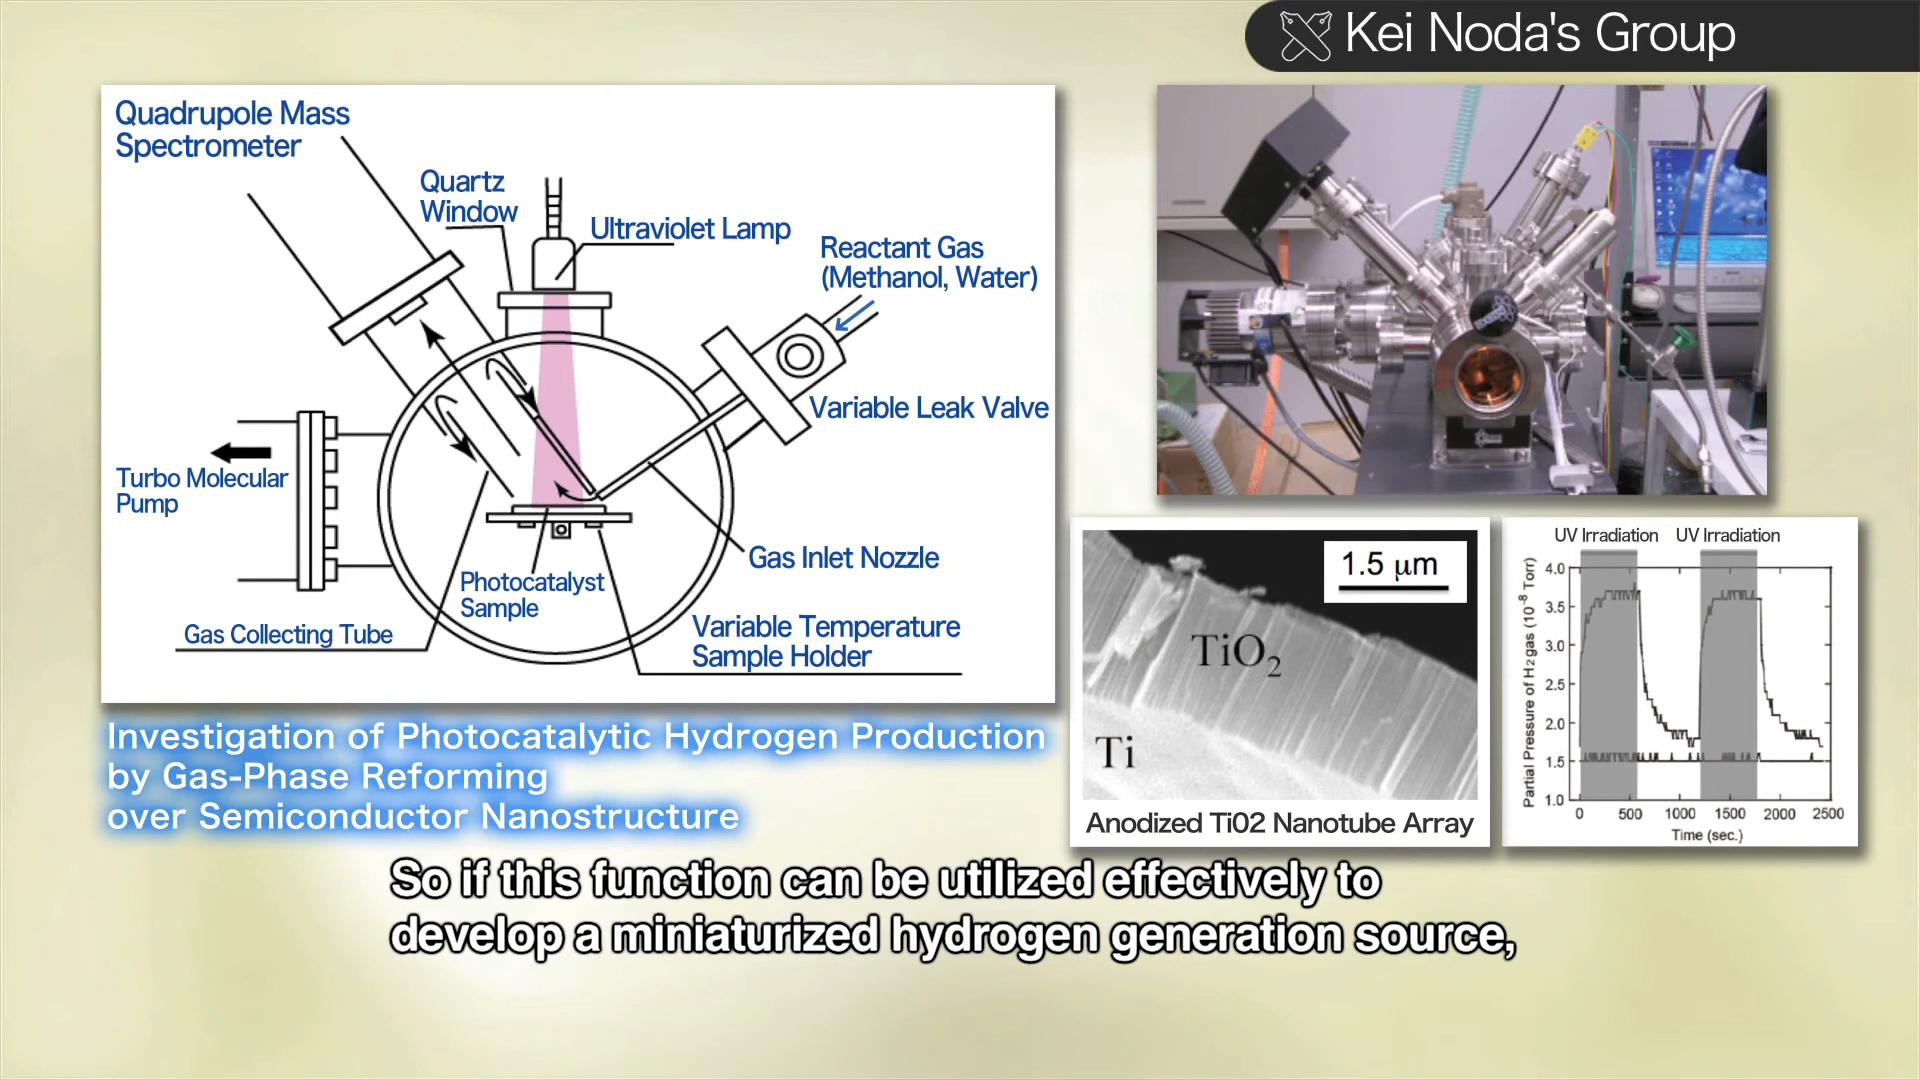 Kei Noda's Group
Quadrupole Mass
Spectrometer
Quartz
Window
Ultraviolet Lamp
Reactant Gas
(Methanol, Water)
Variable Leak Valve
Turbo Molecular
Pump
Gas Inlet Nozzle
Photocatalyst
Sample
Gas Collecting Tube
Variable Temperature
Sample Holder
Investigation of Photocatalytic Hydrogen Production
by Gas-Phase Reforming
over Semiconductor Nanostructure
1.5 μm
TiO2
Ti
Anodized Ti02 Nanotube Array
UV Irradiation UV Irradiation
Partial Pressure of H2 gas (10-8 Torr)
4.0
3.5
3.0
2.5
2.0
1.5
1.0
0 500 1000 1500 2000 2500
Time (sec.)
So if this function can be utilized effectively to
develop a miniaturized hydrogen generation source,